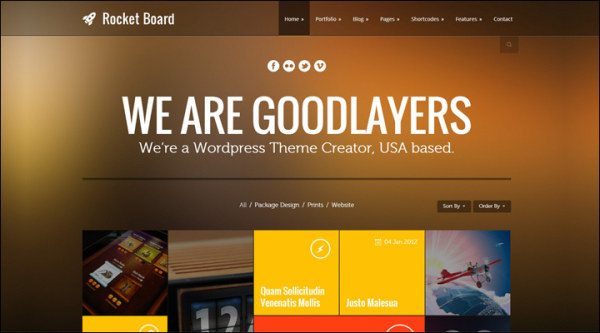 Rocket Board
Home Portfolio Blog Pages Shortcodes Features Contact
WE ARE GOODLAYERS
We're a Wordpress Theme Creator, USA based.
All / Package Design / Prints / Website
Sort By Order By
04 Jun 2012
Quam Sollicitudin
Venenatis Mollis
Justo Malesua